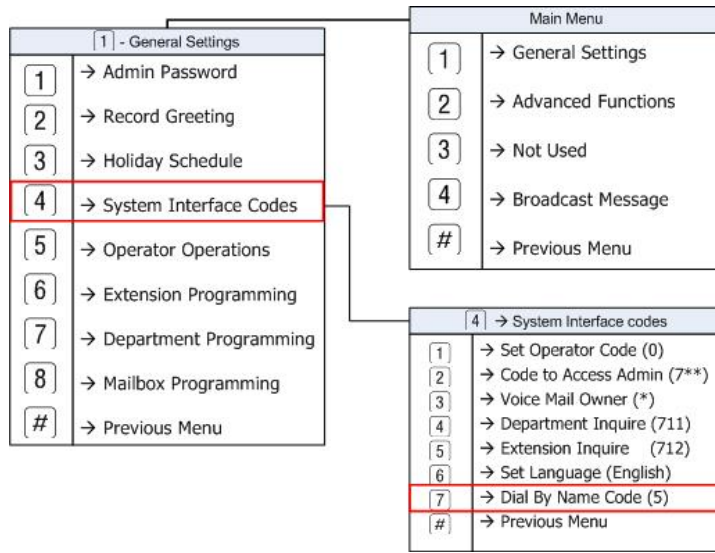 Main Menu
1 → General Settings
2 → Advanced Functions
3 → Not Used
4 → Broadcast Message
# → Previous Menu
1 - General Settings
1 → Admin Password
2 → Record Greeting
3 → Holiday Schedule
4 → System Interface Codes
5 → Operator Operations
6 → Extension Programming
7 → Department Programming
8 → Mailbox Programming
# → Previous Menu
4 → System Interface codes
1 → Set Operator Code (0)
2 → Code to Access Admin (7**)
3 → Voice Mail Owner (*)
4 → Department Inquire (711)
5 → Extension Inquire (712)
6 → Set Language (English)
7 → Dial By Name Code (5)
# → Previous Menu